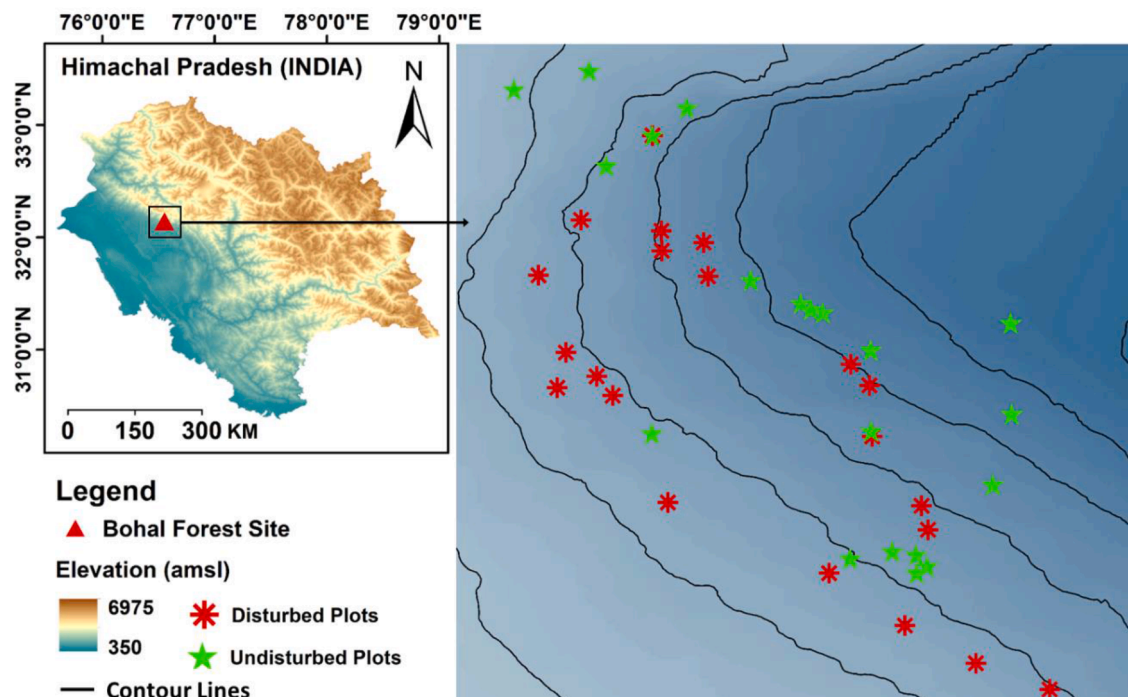 76°0'0"E 77°0'0"E 78°0'0"E 79°0'0"E
Himachal Pradesh (INDIA)
N
33°0'0"N
32°0'0"N
31°0'0"N
0 150 300 KM
Legend
Bohal Forest Site
Elevation (amsl)
6975
350
Disturbed Plots
Undisturbed Plots
Contour Lines